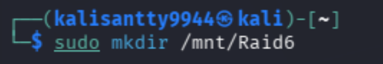 ┌──(kalisantty9944㉿kali)-[~]
└─$ sudo mkdir /mnt/Raid6